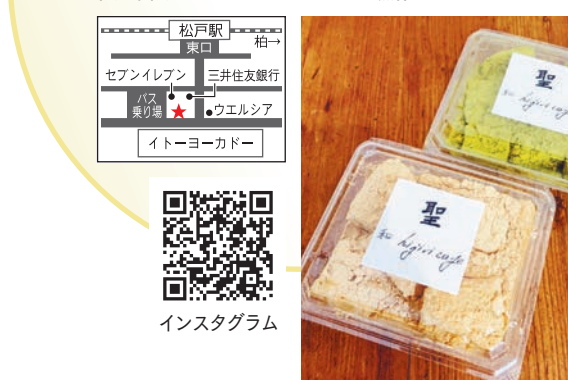 松戸駅
東口
柏→
セブンイレブン
三井住友銀行
バス
乗り場
ウエルシア
イトーヨーカドー
インスタグラム
聖
聖